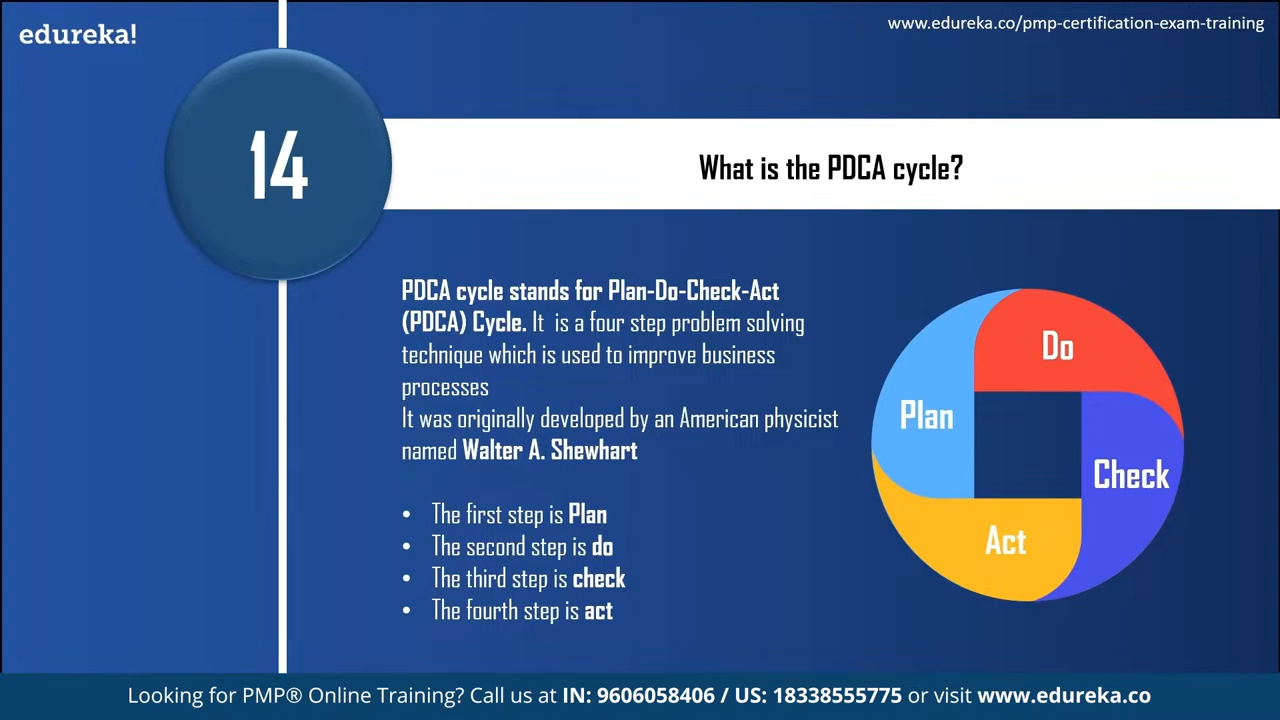 edureka!
www.edureka.co/pmp-certification-exam-training
14
What is the PDCA cycle?
PDCA cycle stands for Plan-Do-Check-Act
(PDCA) Cycle. It is a four step problem solving
technique which is used to improve business
processes
It was originally developed by an American physicist
named Walter A. Shewhart
• The first step is Plan
• The second step is do
• The third step is check
• The fourth step is act
Do
Plan
Check
Act
Looking for PMP® Online Training? Call us at IN: 9606058406 / US: 18338555775 or visit www.edureka.co